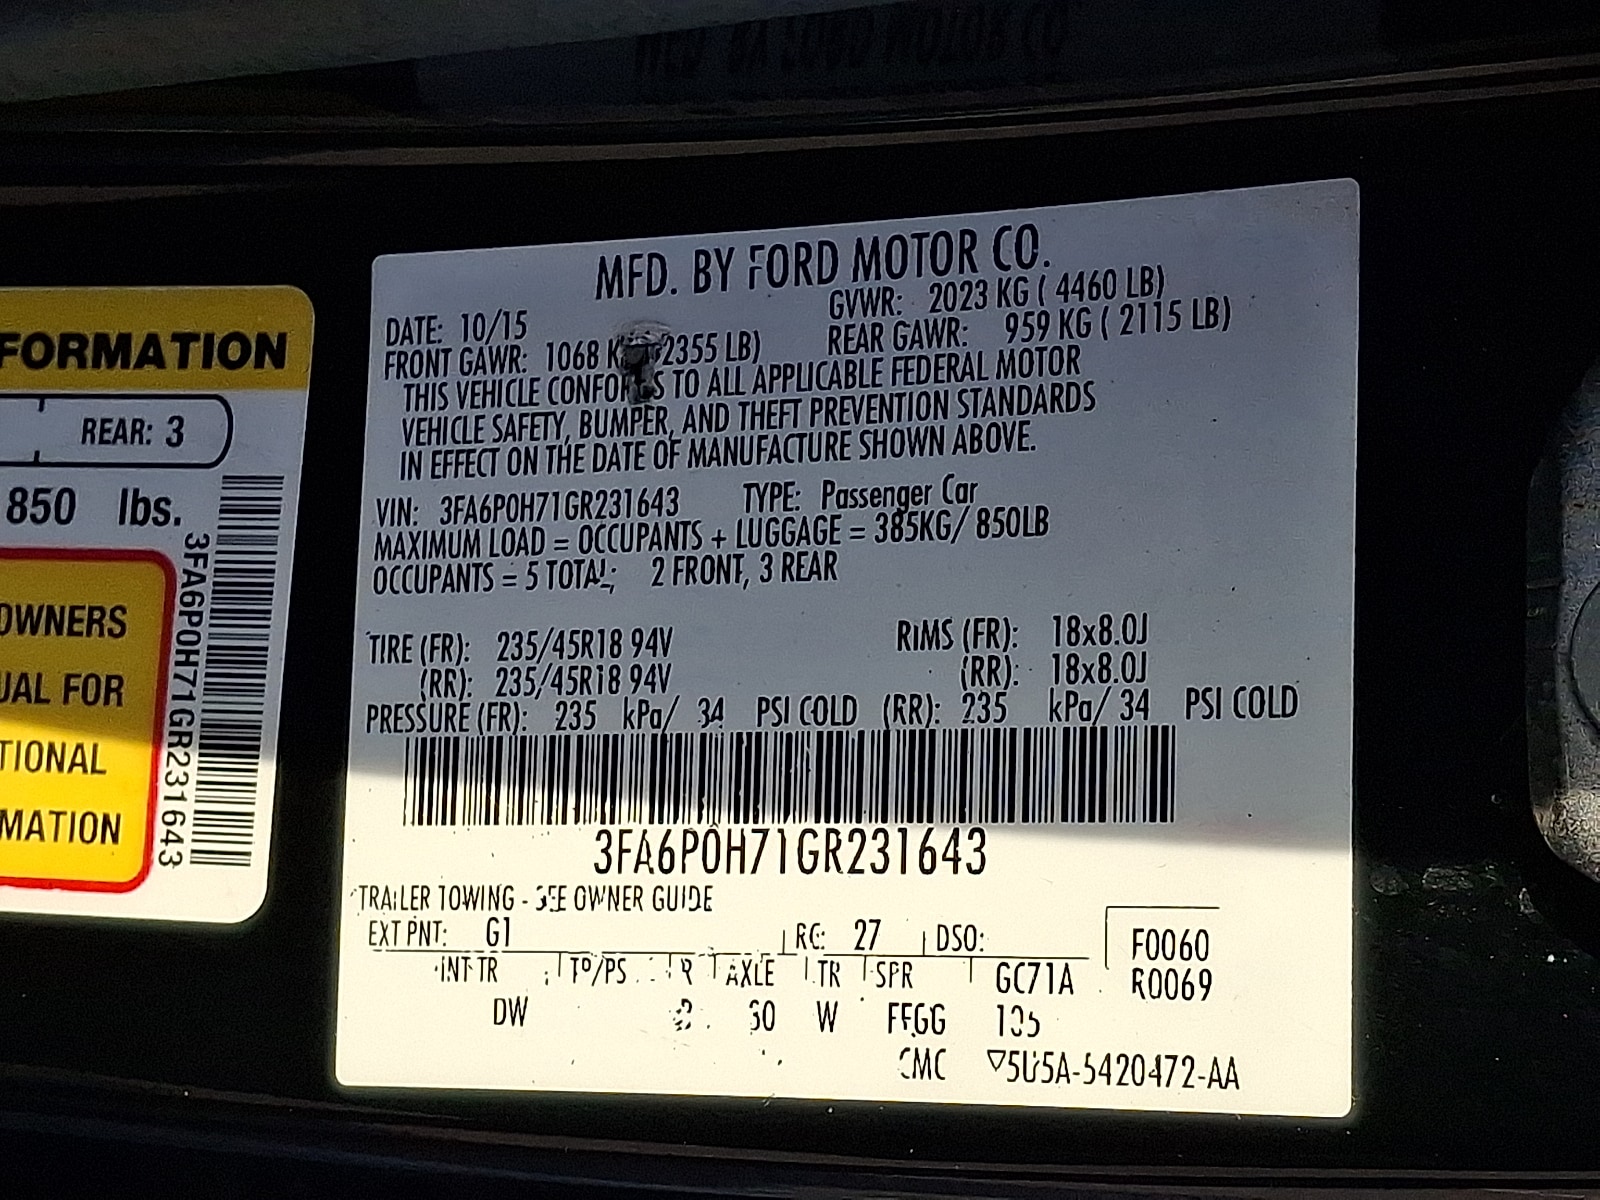 FORMATION
REAR: 3
850 lbs.
OWNERS
UAL FOR
TIONAL
MATION
3FA6P0H71GR231643
MFD. BY FORD MOTOR CO.
DATE: 10/15 GVWR: 2023 KG ( 4460 LB)
FRONT GAWR: 1068 K 2355 LB) REAR GAWR: 959 KG ( 2115 LB)
THIS VEHICLE CONFO S TO ALL APPLICABLE FEDERAL MOTOR
VEHICLE SAFETY, BUMPER, AND THEFT PREVENTION STANDARDS
IN EFFECT ON THE DATE OF MANUFACTURE SHOWN ABOVE.
VIN: 3FA6P0H71GR231643 TYPE: Passenger Car
MAXIMUM LOAD = OCCUPANTS + LUGGAGE = 385KG/ 850LB
OCCUPANTS = 5 TOTAL; 2 FRONT, 3 REAR
TIRE (FR): 235/45R18 94V RIMS (FR): 18x8.0J
(RR): 235/45R18 94V (RR): 18x8.0J
PRESSURE (FR): 235 kPa/ 34 PSI COLD (RR): 235 kPa/ 34 PSI COLD
3FA6P0H71GR231643
TRAILER TOWING - SEE OWNER GUIDE
EXT PNT: G1 RC: 27 DSO: F0060
INT TR TP/PS R AXLE TR SPR GC71A R0069
DW W
5U5A-5420472-AA